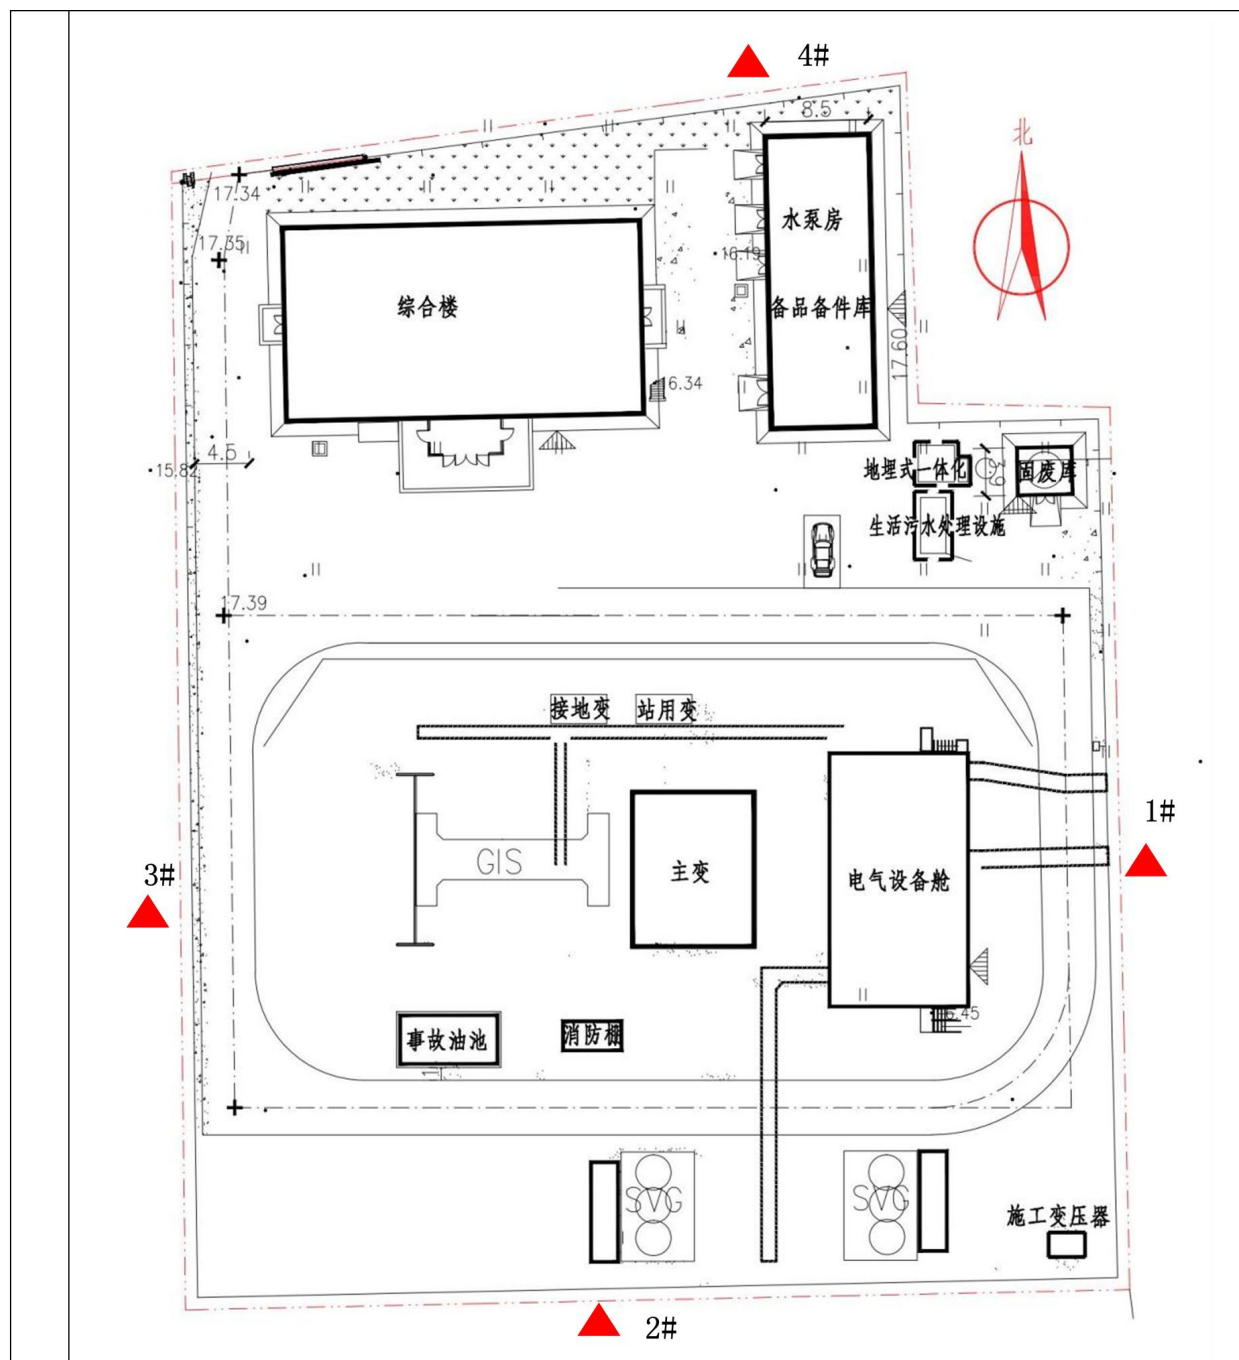 4#
北
8.5
17.34
17.35
水泵房
16.19
综合楼
备品备件库
17.60
16.34
4.5
15.82
地埋式一体化
3.9
固废库
生活污水处理设施
17.39
接地变
站用变
1#
3#
GIS
主变
电气设备舱
6.45
事故油池
消防棚
SVG
SVG
施工变压器
2#